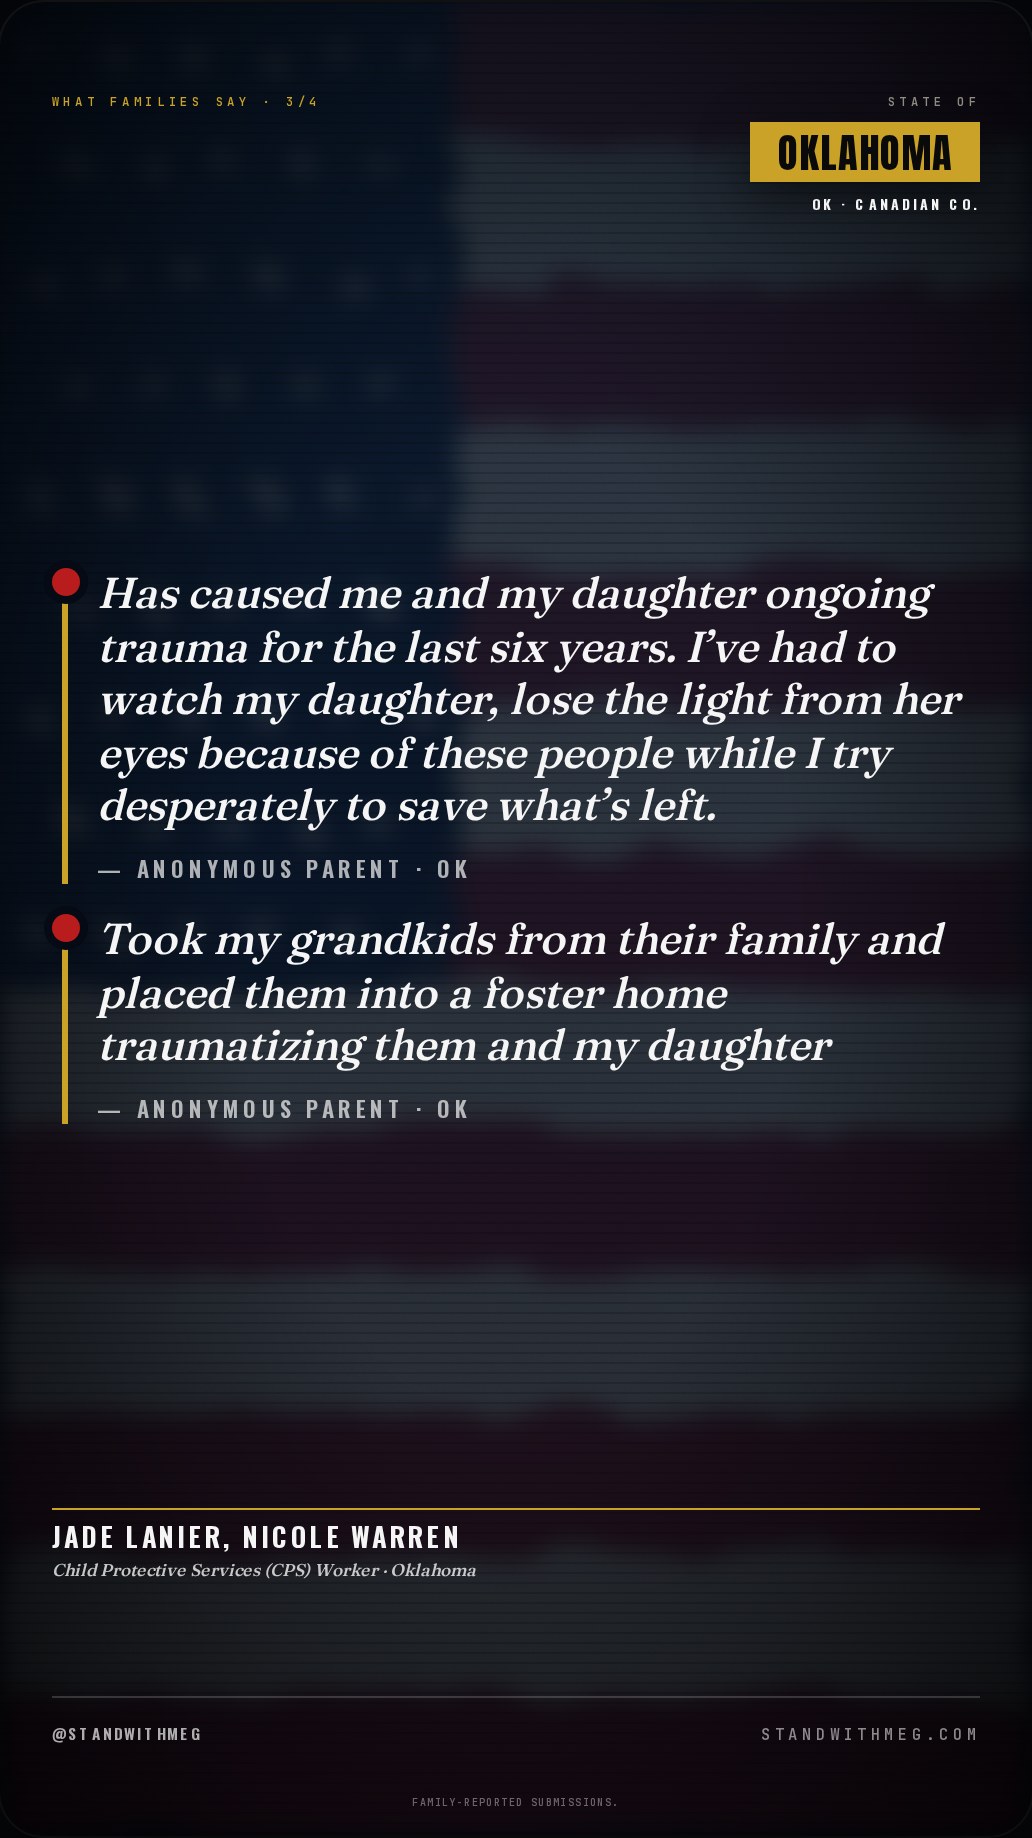 WHAT FAMILIES SAY · 3/4
STATE OF
OKLAHOMA
OK · CANADIAN CO.
Has caused me and my daughter ongoing
trauma for the last six years. I’ve had to
watch my daughter, lose the light from her
eyes because of these people while I try
desperately to save what’s left.
— ANONYMOUS PARENT · OK
Took my grandkids from their family and
placed them into a foster home
traumatizing them and my daughter
— ANONYMOUS PARENT · OK
JADE LANIER, NICOLE WARREN
Child Protective Services (CPS) Worker · Oklahoma
@STANDWITHMEG
STANDWITHMEG.COM
FAMILY-REPORTED SUBMISSIONS.